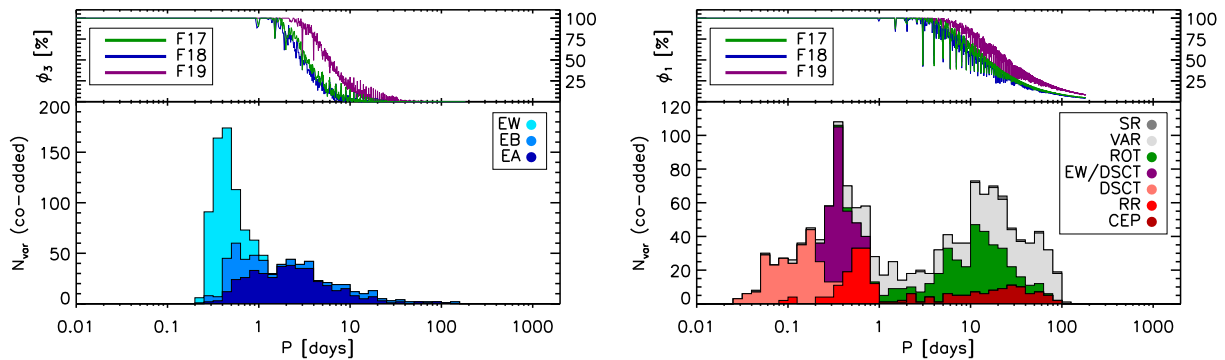 ϕ3 [%]
F17
F18
F19
100
75
50
25
N_var (co-added)
200
150
100
50
0
EW
EB
EA
0.01
0.1
1
10
100
1000
P [days]
ϕ1 [%]
F17
F18
F19
100
75
50
25
N_var (co-added)
120
100
80
60
40
20
0
SR
VAR
ROT
EW/DSCT
DSCT
RR
CEP
0.01
0.1
1
10
100
1000
P [days]